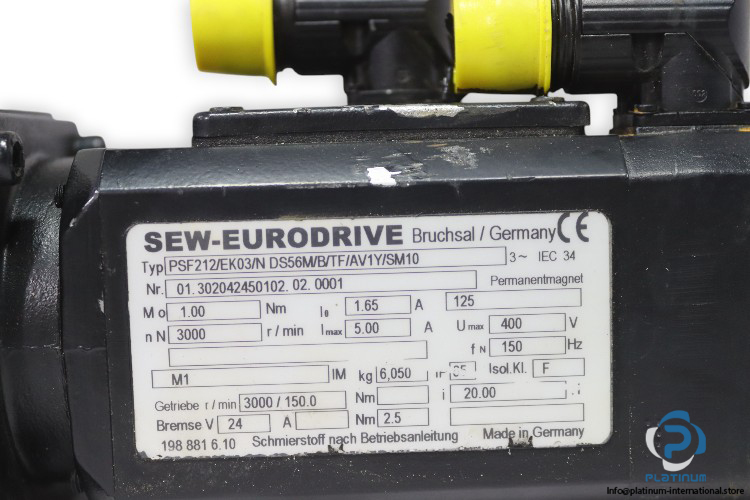 SEW-EURODRIVE Bruchsal / Germany CE
Typ PSF212/EK03/N DS56M/B/TF/AV1Y/SM10 3~ IEC 34
Nr. 01.302042450102.02.0001 Permanentmagnet
Mo 1.00 Nm I0 1.65 A 125
n N 3000 r / min Imax 5.00 A U max 400 V
f N 150 Hz
M1 IM kg 6,050 Isol.Kl. F
Getriebe r / min 3000 / 150.0 Nm i 20.00
Bremse V 24 A Nm 2.5
198 881 6.10 Schmierstoff nach Betriebsanleitung Made in Germany
PLATINUM
Info@platinum-international.store